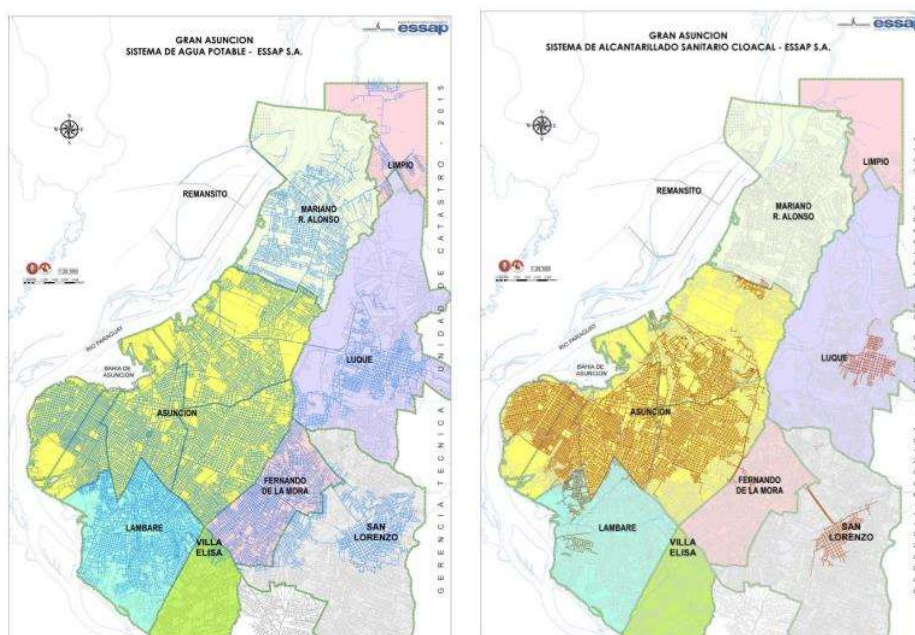 GRAN ASUNCION
SISTEMA DE AGUA POTABLE - ESSAP S.A.
essap
LIMPIO
REMANSITO
MARIANO
R. ALONSO
RIO PARAGUAY
BAHIA DE
ASUNCION
LUQUE
ASUNCION
FERNANDO
DE LA MORA
LAMBARE
VILLA
ELISA
SAN
LORENZO
GERENCIA TECNICA UNIDAD DE CATASTRO - 2015
GRAN ASUNCION
SISTEMA DE ALCANTARILLADO SANITARIO CLOACAL - ESSAP S.A.
essap
LIMPIO
REMANSITO
MARIANO
R. ALONSO
RIO PARAGUAY
BAHIA DE
ASUNCION
LUQUE
ASUNCION
FERNANDO
DE LA MORA
LAMBARE
VILLA
ELISA
SAN
LORENZO